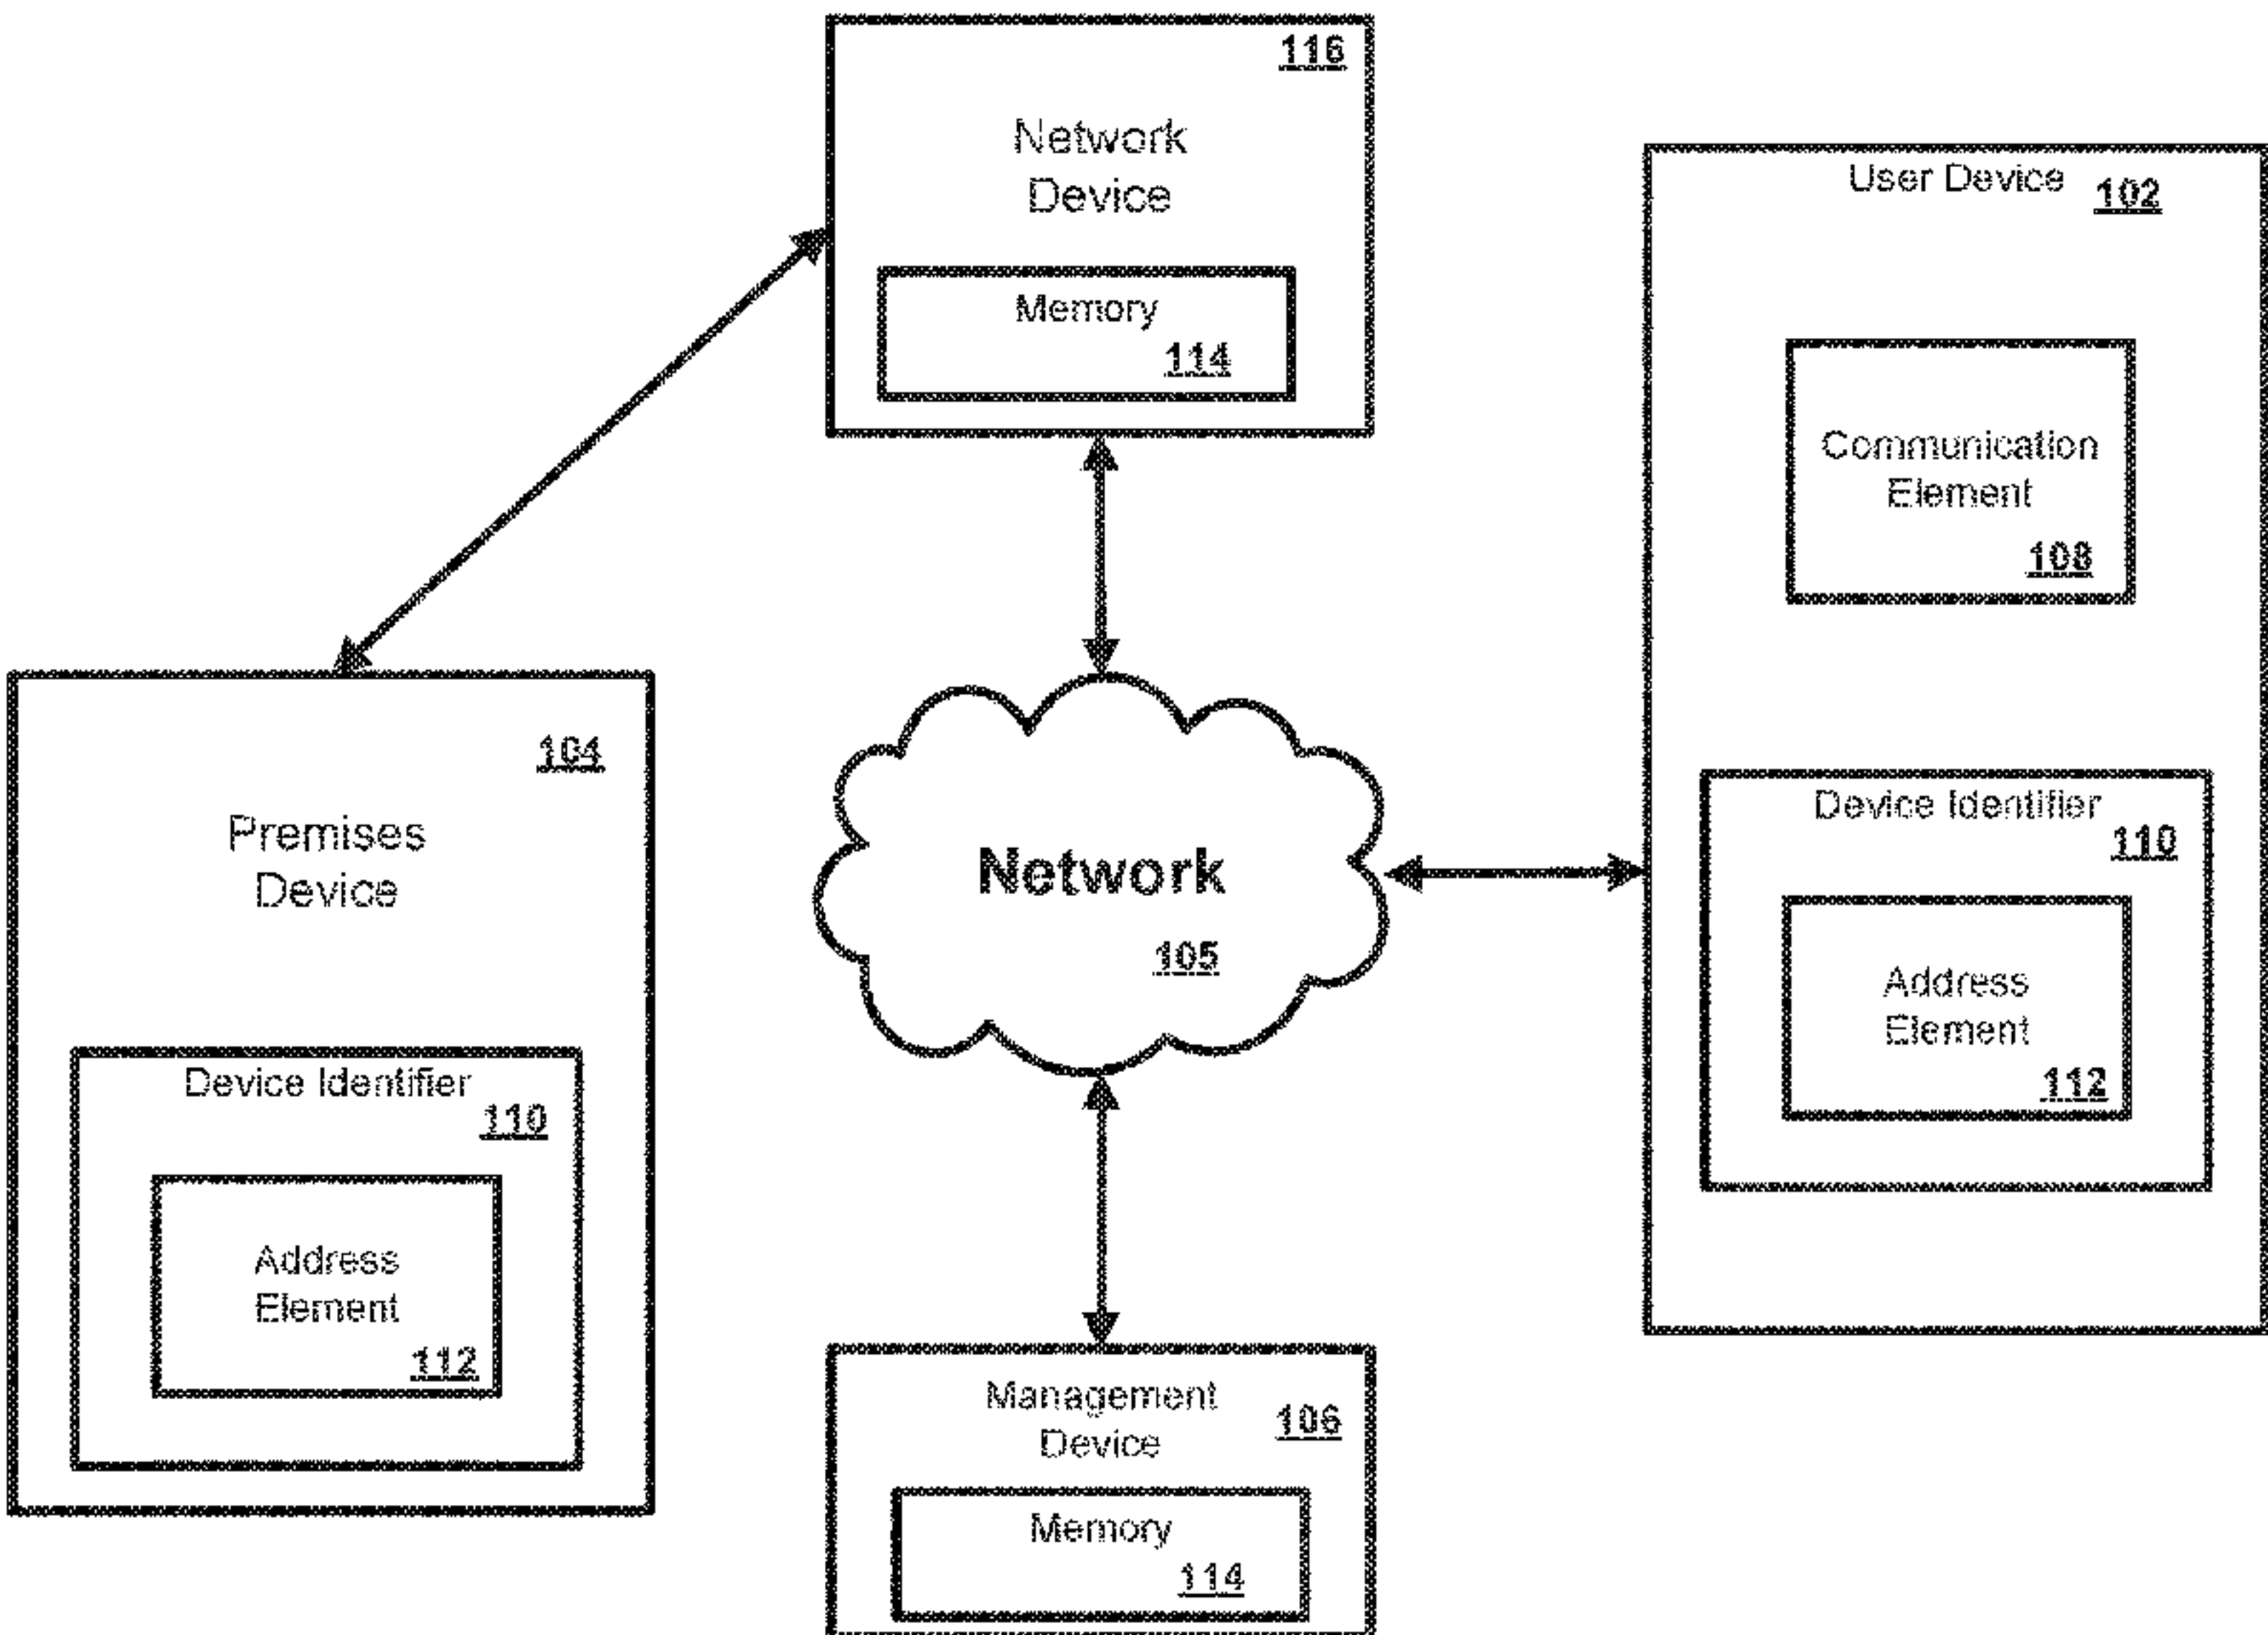 116
Network
Device
Memory
114
User Device
102
Communication
Element
108
104
Premises
Device
Device Identifier
110
Address
Element
112
Network
105
Device Identifier
110
Address
Element
112
Management
Device
106
Memory
114